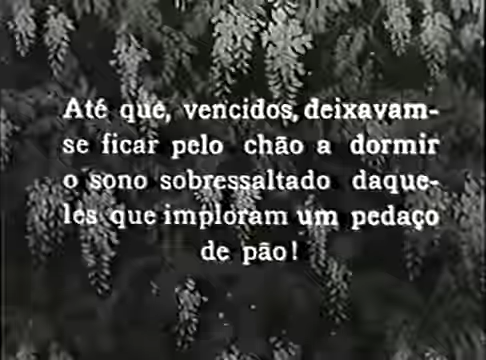 Até que, vencidos, deixavam-
se ficar pelo chão a dormir
o sono sobressaltado daque-
les que imploram um pedaço
de pão!